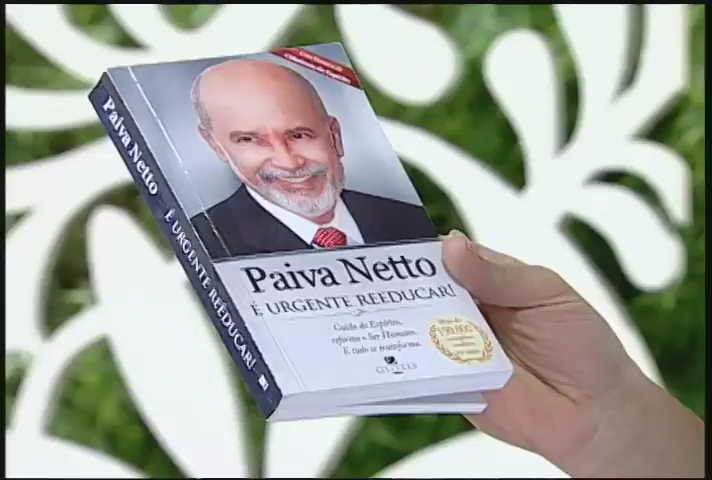 Paiva Netto
É URGENTE REEDUCAR!
Paiva Netto
É URGENTE REEDUCAR!
Cuida do Espírito,
reforma o Ser Humano.
E tudo se transforma.